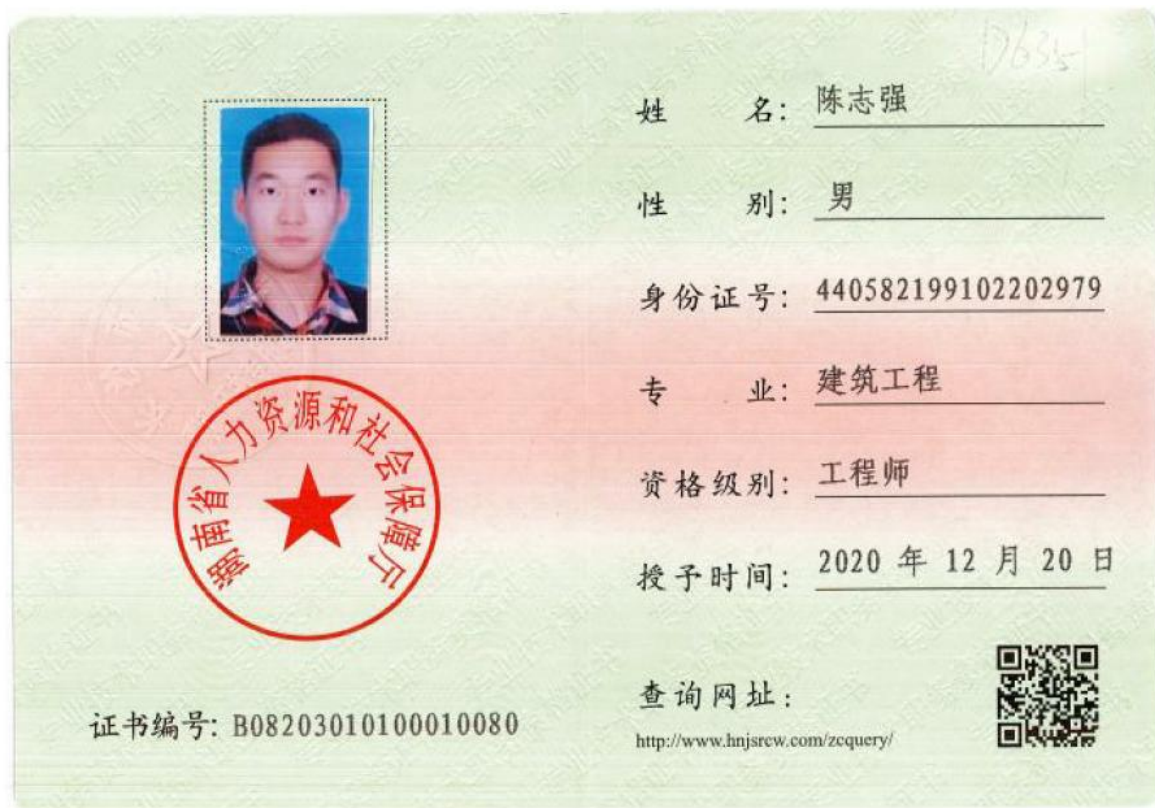 D635
姓 名: 陈志强
性 别: 男
身份证号: 440582199102202979
专 业: 建筑工程
资格级别: 工程师
授予时间: 2020 年 12 月 20 日
湖南省人力资源和社会保障厅
查询网址:
http://www.hnjsrcw.com/zcquery/
证书编号: B08203010100010080